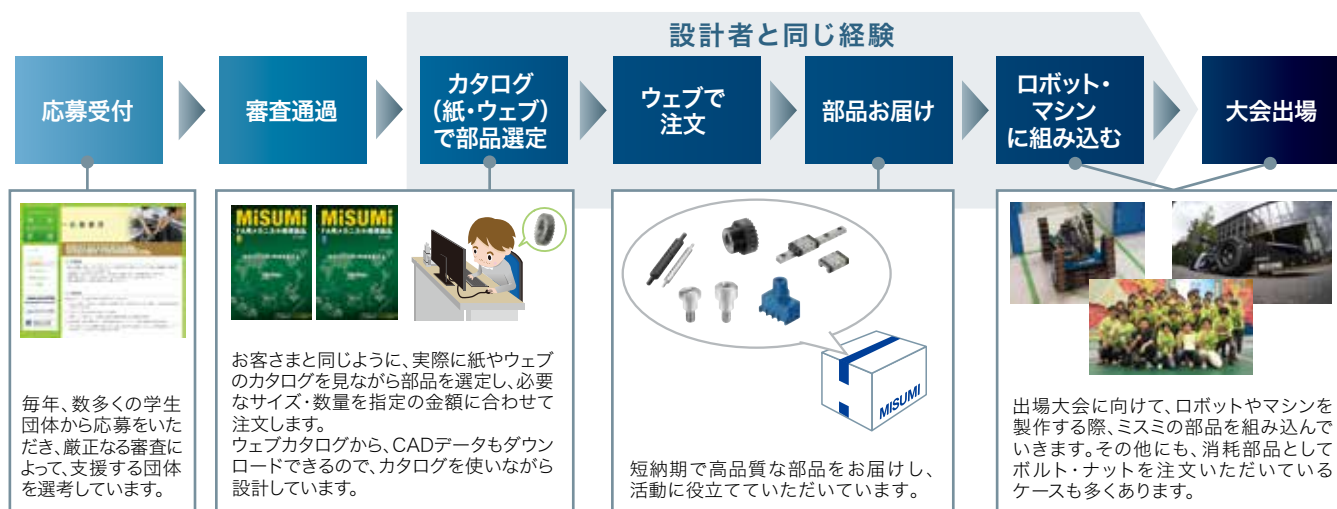 設計者と同じ経験
応募受付
審査通過
カタログ
（紙・ウェブ）
で部品選定
ウェブで
注文
部品お届け
ロボット・
マシン
に組み込む
大会出場
毎年、数多くの学生
団体から応募をいた
だき、厳正なる審査に
よって、支援する団体
を選考しています。
MiSUMi
MiSUMi
お客さまと同じように、実際に紙やウェブ
のカタログを見ながら部品を選定し、必要
なサイズ・数量を指定の金額に合わせて
注文します。
ウェブカタログから、CADデータもダウン
ロードできるので、カタログを使いながら
設計しています。
MISUMI
短納期で高品質な部品をお届けし、
活動に役立てていただいています。
出場大会に向けて、ロボットやマシンを
製作する際、ミスミの部品を組み込んで
いきます。その他にも、消耗部品として
ボルト・ナットを注文いただいている
ケースも多くあります。